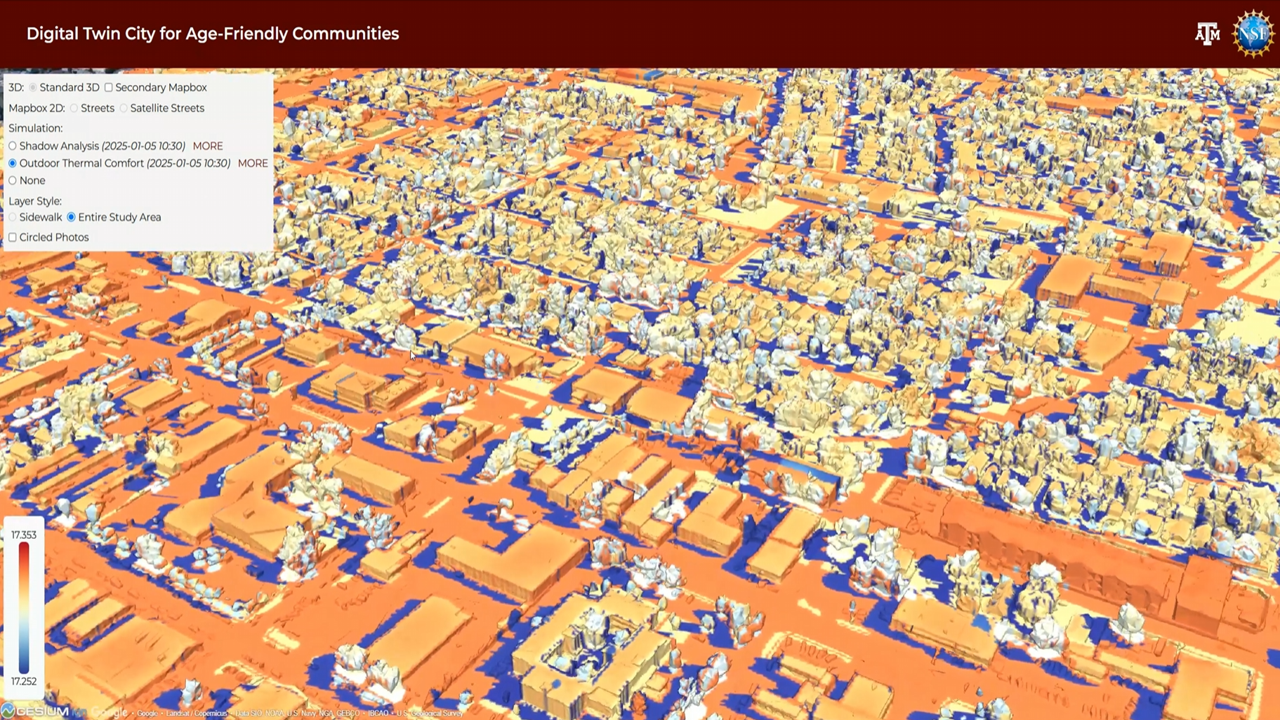 Digital Twin City for Age-Friendly Communities
ATM
NSF
3D: Standard 3D Secondary Mapbox
Mapbox 2D: Streets Satellite Streets
Simulation:
Shadow Analysis (2025-01-05 10:30) MORE
Outdoor Thermal Comfort (2025-01-05 10:30) MORE
None
Layer Style:
Sidewalk Entire Study Area
Circled Photos
17.353
17.252
CESIUM Google • Google • Landsat / Copernicus • Data SIO, NOAA, U.S. Navy, NGA, GEBCO • IBCAO • U.S. Geological Survey